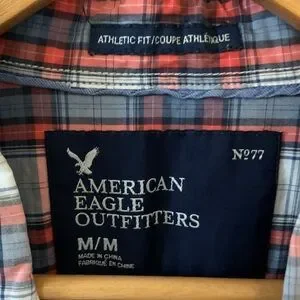 ATHLETIC FIT/COUPE ATHLÉTIQUE
Nº77
AMERICAN
EAGLE
OUTFITTERS
M/M
MADE IN CHINA
FABRIQUÉ EN CHINE